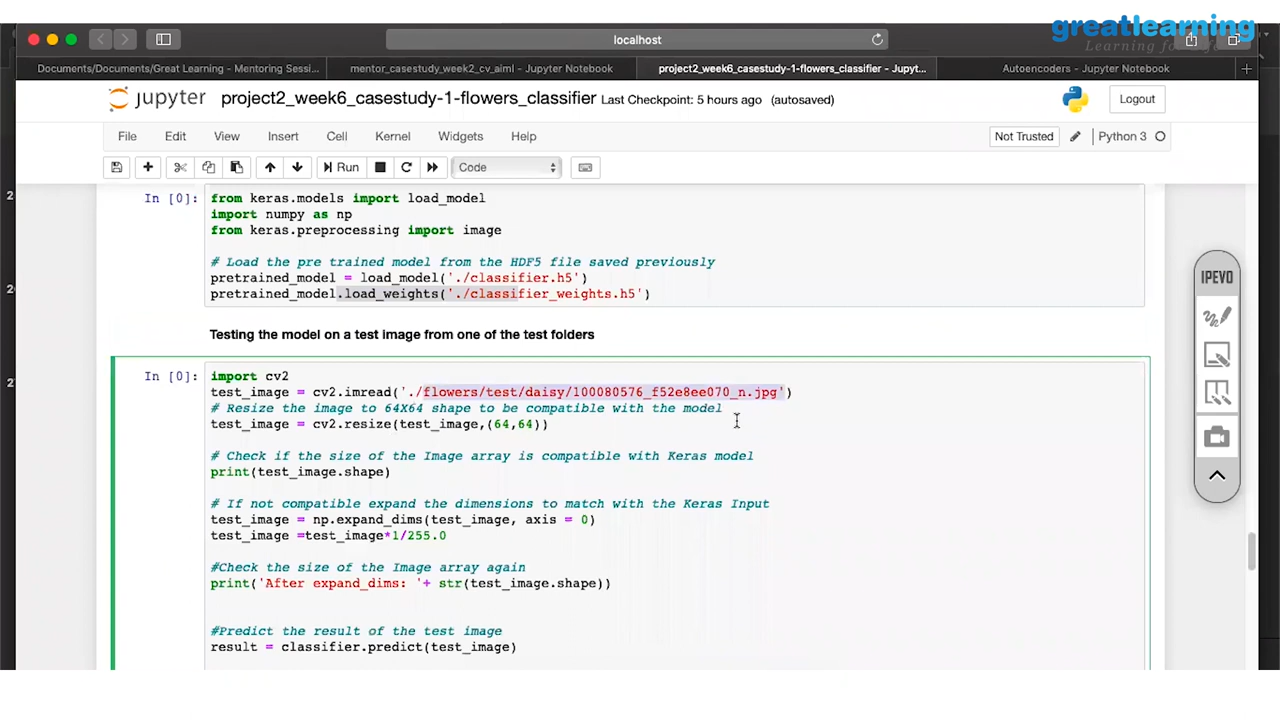 greatlearning
Learning for Life
localhost
Documents/Documents/Great Learning - Mentoring Sessi...
mentor_casestudy_week2_cv_aiml - Jupyter Notebook
project2_week6_casestudy-1-flowers_classifier - Jupyt...
Autoencoders - Jupyter Notebook
jupyter project2_week6_casestudy-1-flowers_classifier Last Checkpoint: 5 hours ago (autosaved)
Logout
File Edit View Insert Cell Kernel Widgets Help
Not Trusted
Python 3
Run
Code
In [0]: from keras.models import load_model
import numpy as np
from keras.preprocessing import image
# Load the pre trained model from the HDF5 file saved previously
pretrained_model = load_model('./classifier.h5')
pretrained_model.load_weights('./classifier_weights.h5')
Testing the model on a test image from one of the test folders
In [0]: import cv2
test_image = cv2.imread('./flowers/test/daisy/100080576_f52e8ee070_n.jpg')
# Resize the image to 64X64 shape to be compatible with the model
test_image = cv2.resize(test_image,(64,64))
# Check if the size of the Image array is compatible with Keras model
print(test_image.shape)
# If not compatible expand the dimensions to match with the Keras Input
test_image = np.expand_dims(test_image, axis = 0)
test_image =test_image*1/255.0
#Check the size of the Image array again
print('After expand_dims: '+ str(test_image.shape))
#Predict the result of the test image
result = classifier.predict(test_image)
IPEVO
2
2
27